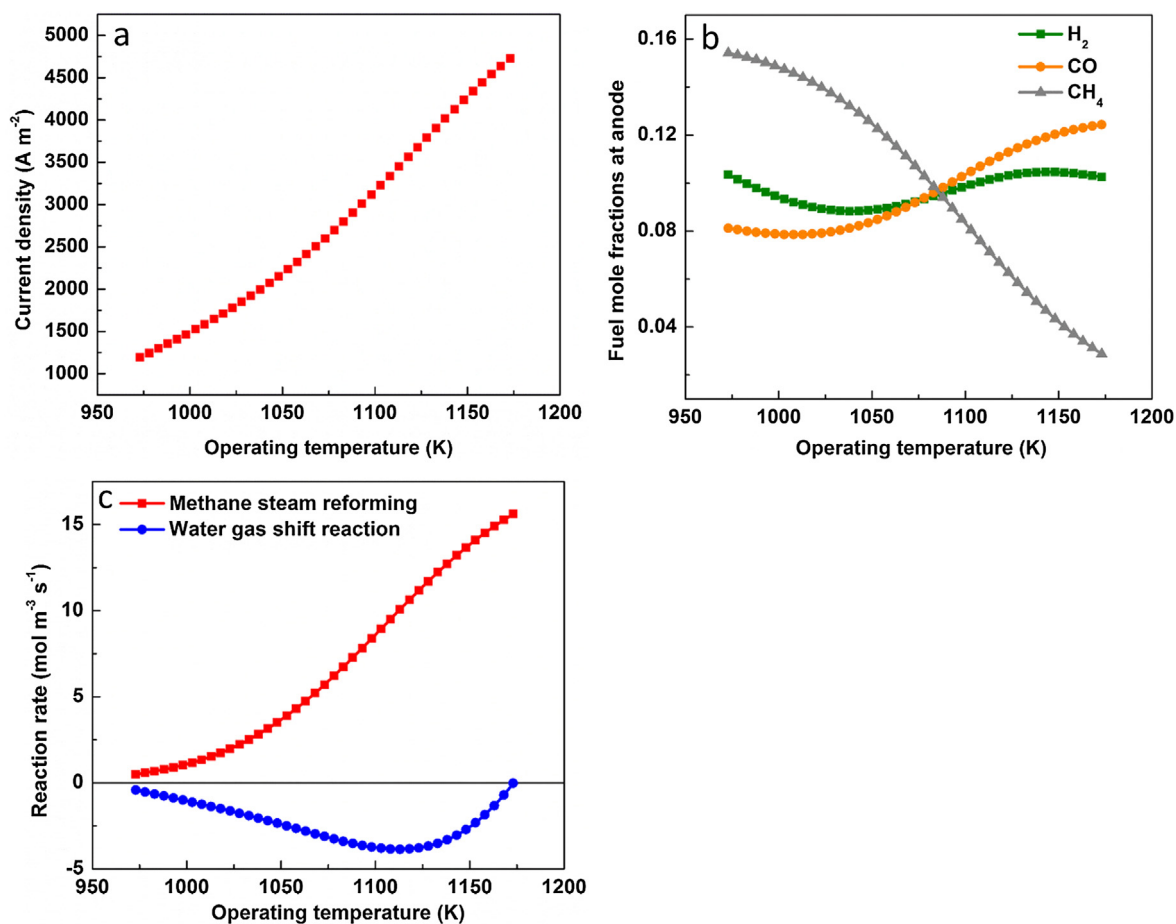 a
Current density (A m⁻²)
5000
4500
4000
3500
3000
2500
2000
1500
1000
950 1000 1050 1100 1150 1200
Operating temperature (K)
b
H₂
CO
CH₄
Fuel mole fractions at anode
0.16
0.12
0.08
0.04
950 1000 1050 1100 1150 1200
Operating temperature (K)
c
Methane steam reforming
Water gas shift reaction
Reaction rate (mol m⁻³ s⁻¹)
15
10
5
0
-5
950 1000 1050 1100 1150 1200
Operating temperature (K)